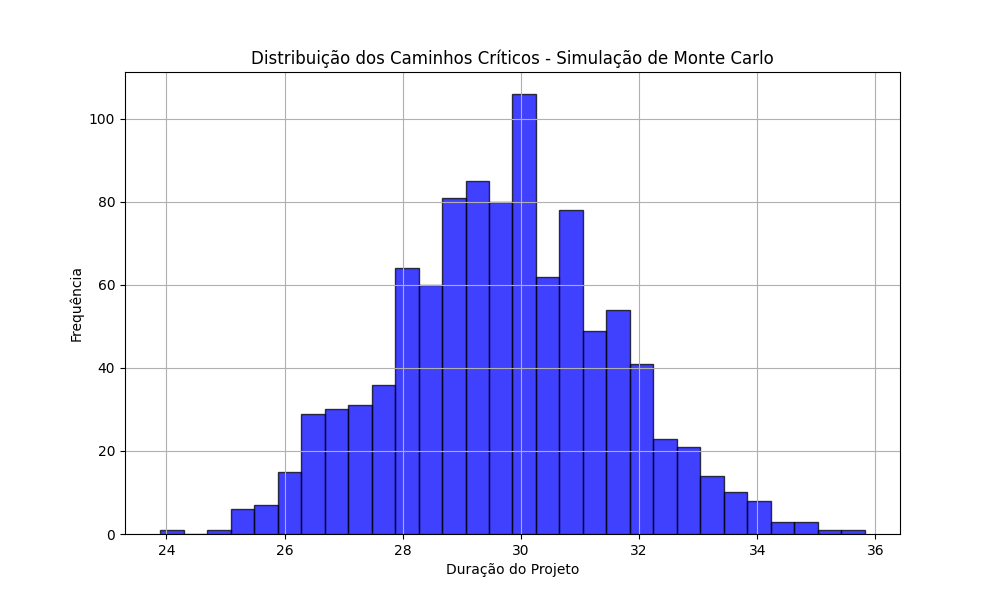 Distribuição dos Caminhos Críticos - Simulação de Monte Carlo
Frequência
100
80
60
40
20
0
24 26 28 30 32 34 36
Duração do Projeto